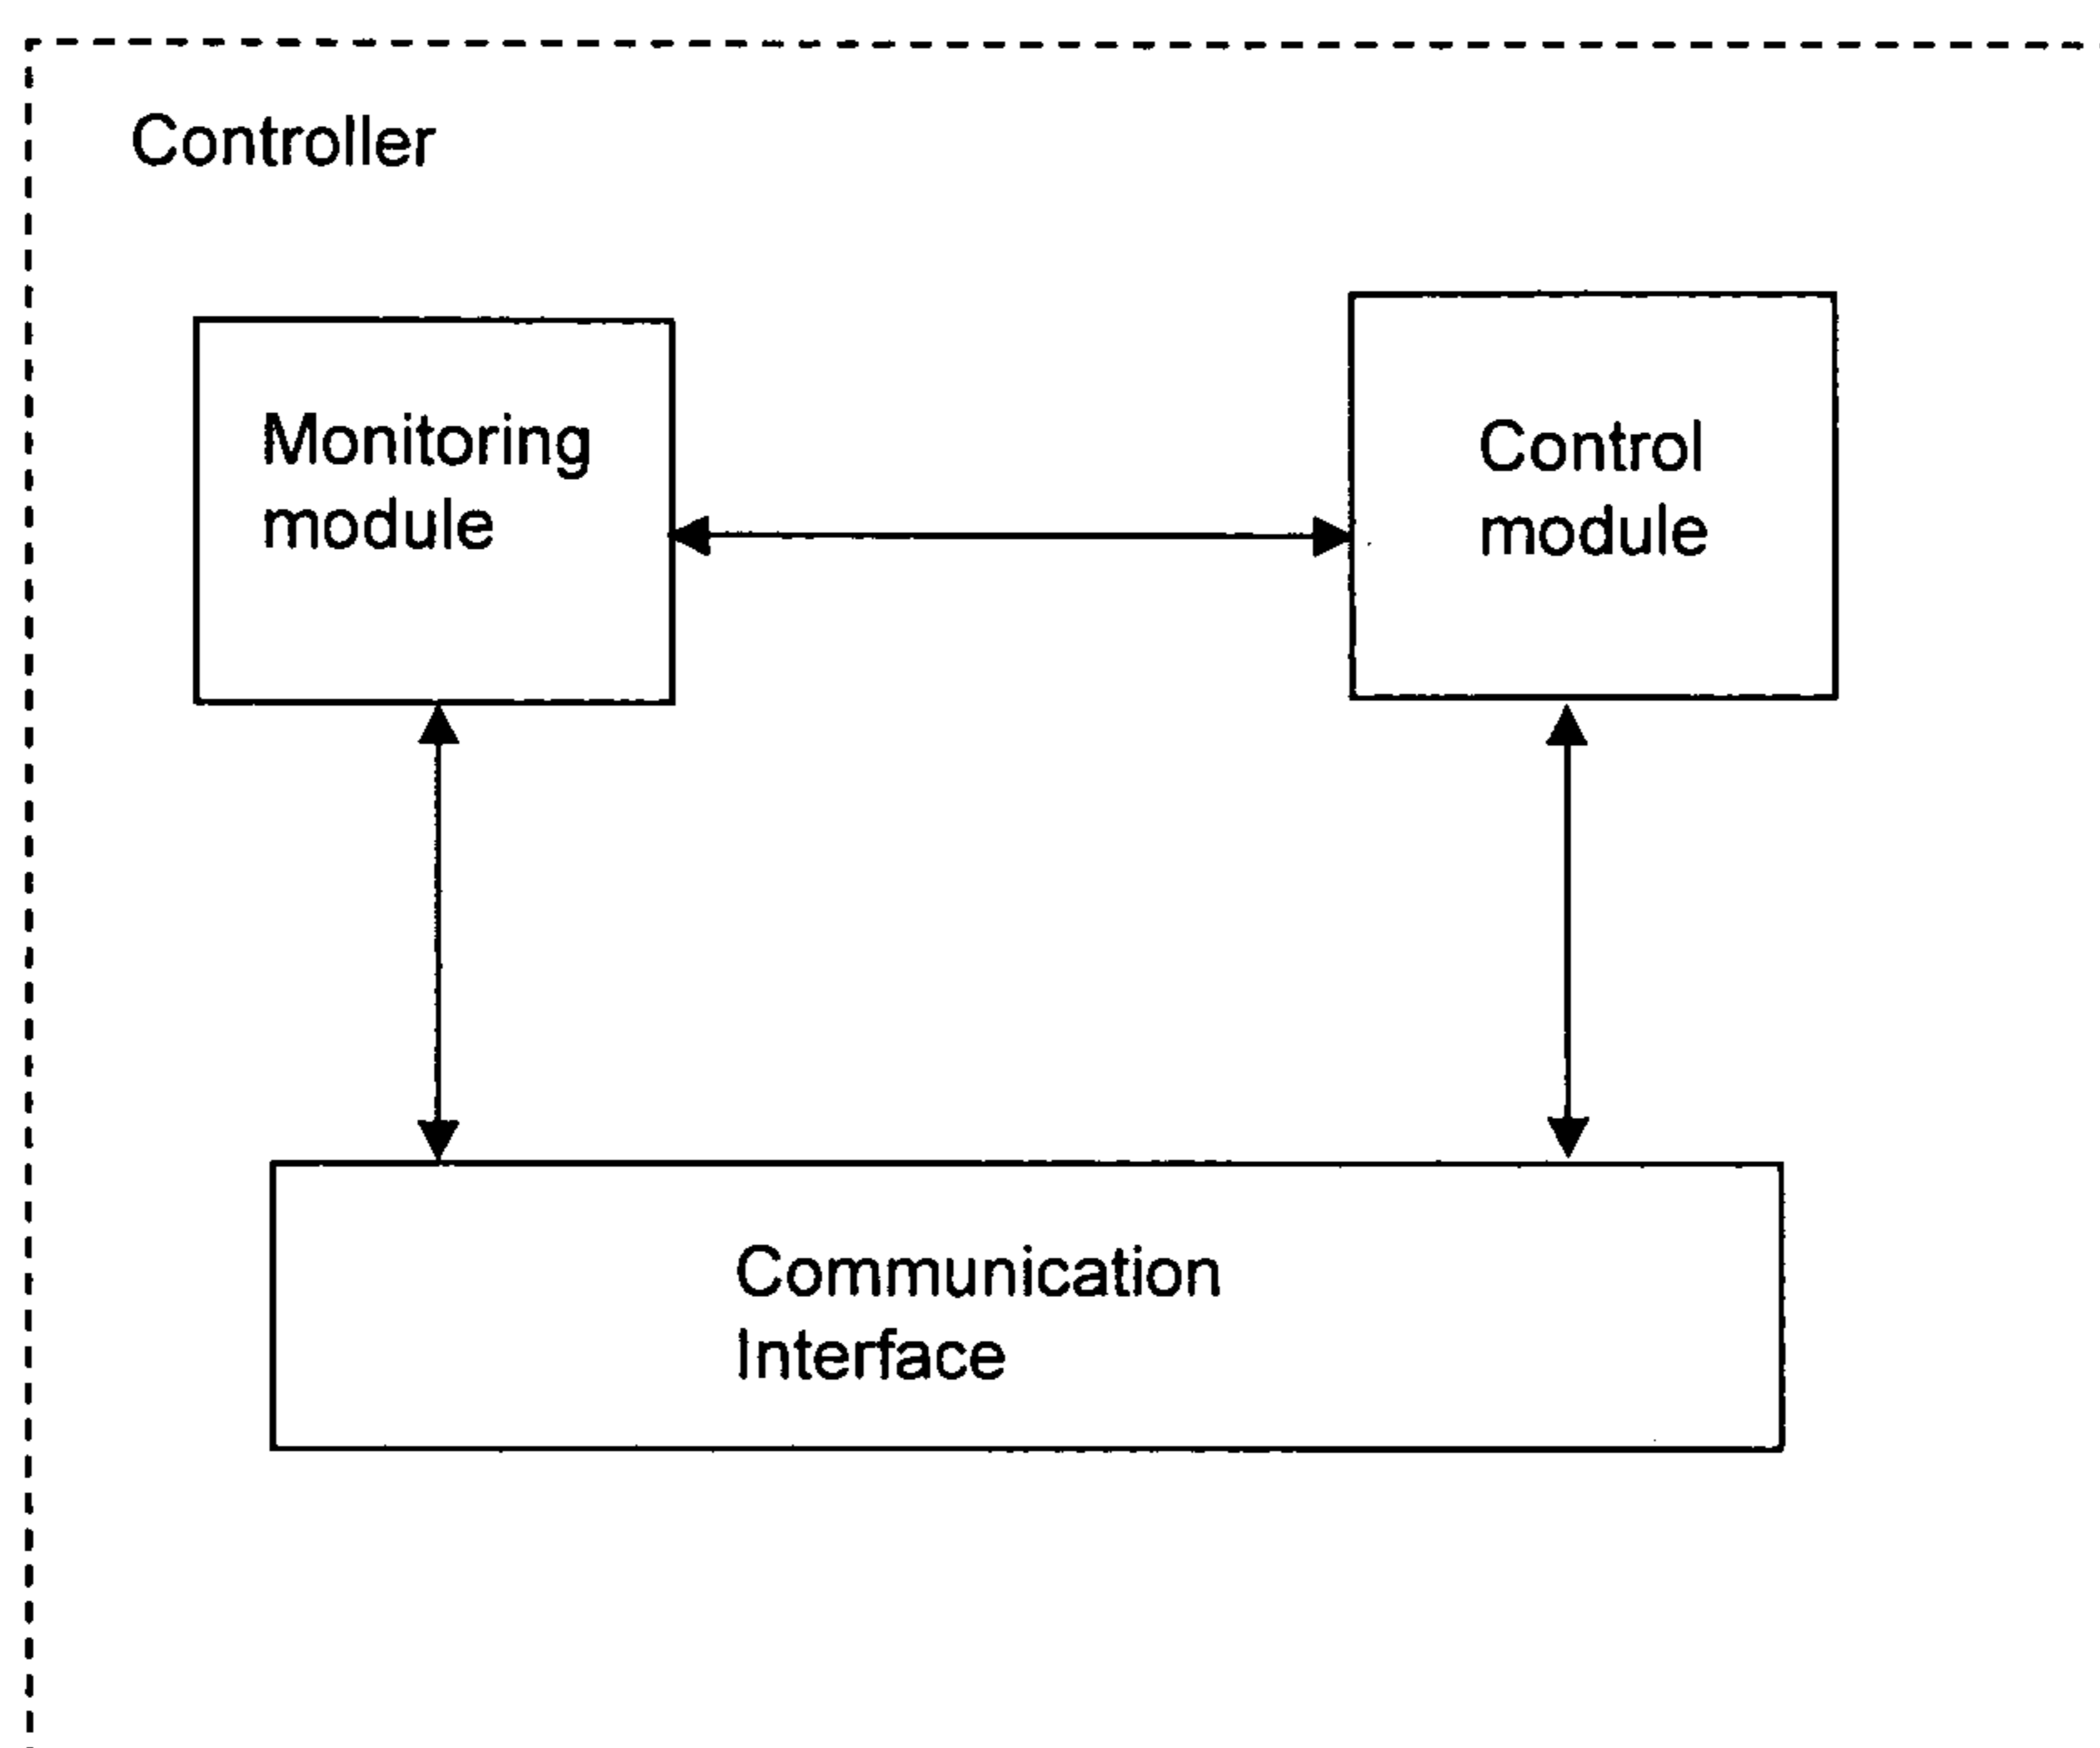 Controller
Monitoring
module
Control
module
Communication
Interface